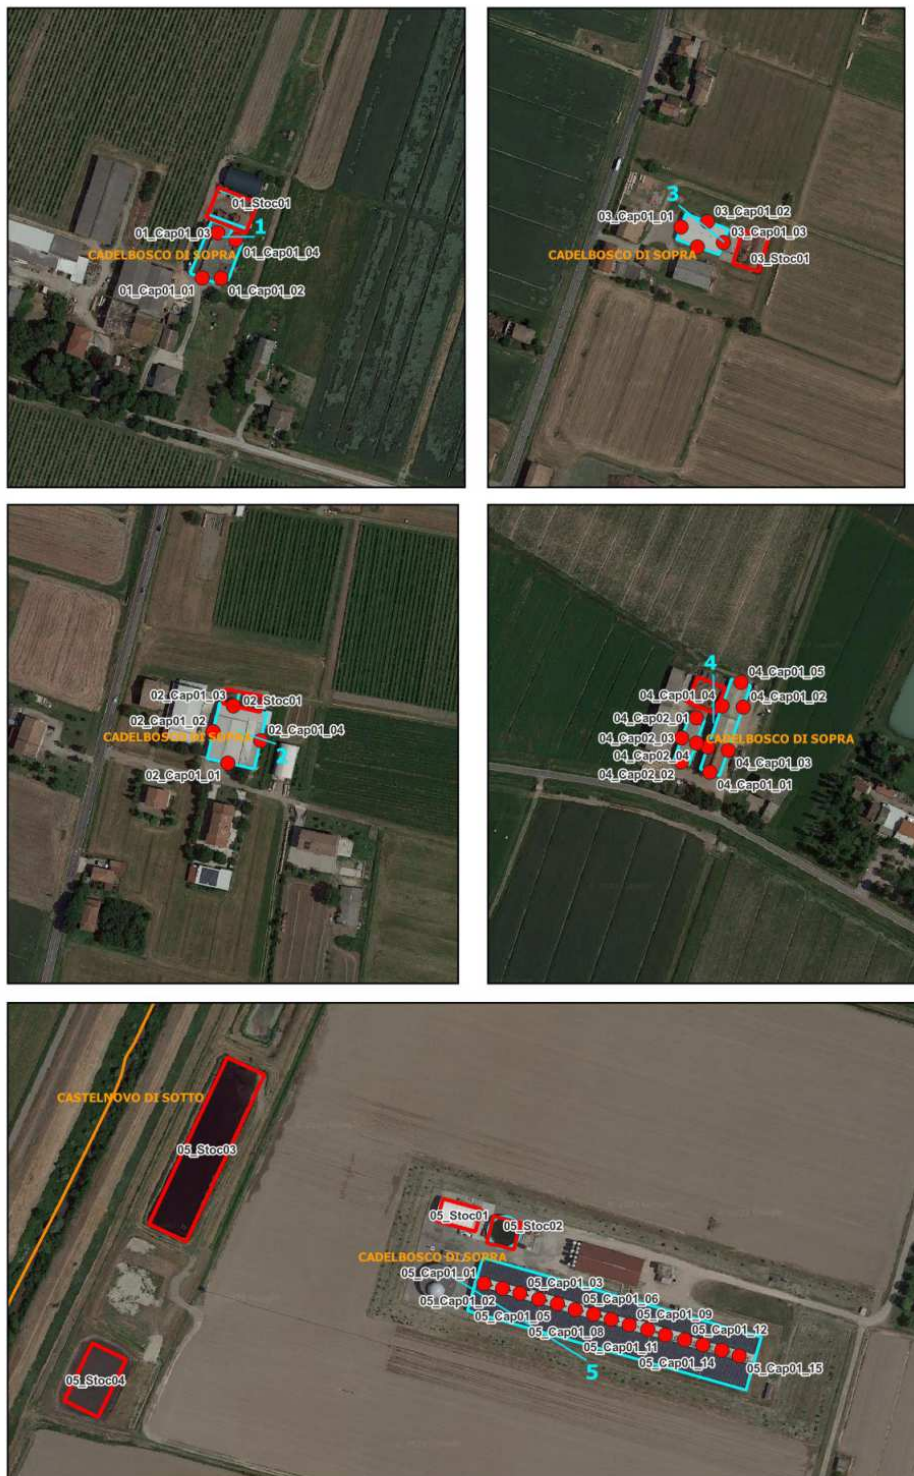 01_Stoc01
1
01_Cap01_03
01_Cap01_04
CADELBOSCO DI SOPRA
01_Cap01_01
01_Cap01_02
3
03_Cap01_01
03_Cap01_02
03_Cap01_03
CADELBOSCO DI SOPRA
03_Stoc01
02_Cap01_03
02_Stoc01
02_Cap01_02
02_Cap01_04
CADELBOSCO DI SOPRA
2
02_Cap01_01
4
04_Cap01_05
04_Cap01_04
04_Cap01_02
04_Cap02_01
04_Cap02_03
CADELBOSCO DI SOPRA
04_Cap02_04
04_Cap01_03
04_Cap02_02
04_Cap01_01
CASTELNOVO DI SOTTO
05_Stoc03
05_Stoc01
05_Stoc02
CADELBOSCO DI SOPRA
05_Cap01_01
05_Cap01_03
05_Cap01_02
05_Cap01_06
05_Cap01_05
05_Cap01_09
05_Cap01_08
05_Cap01_12
05_Cap01_11
05_Cap01_14
05_Cap01_15
5
05_Stoc04